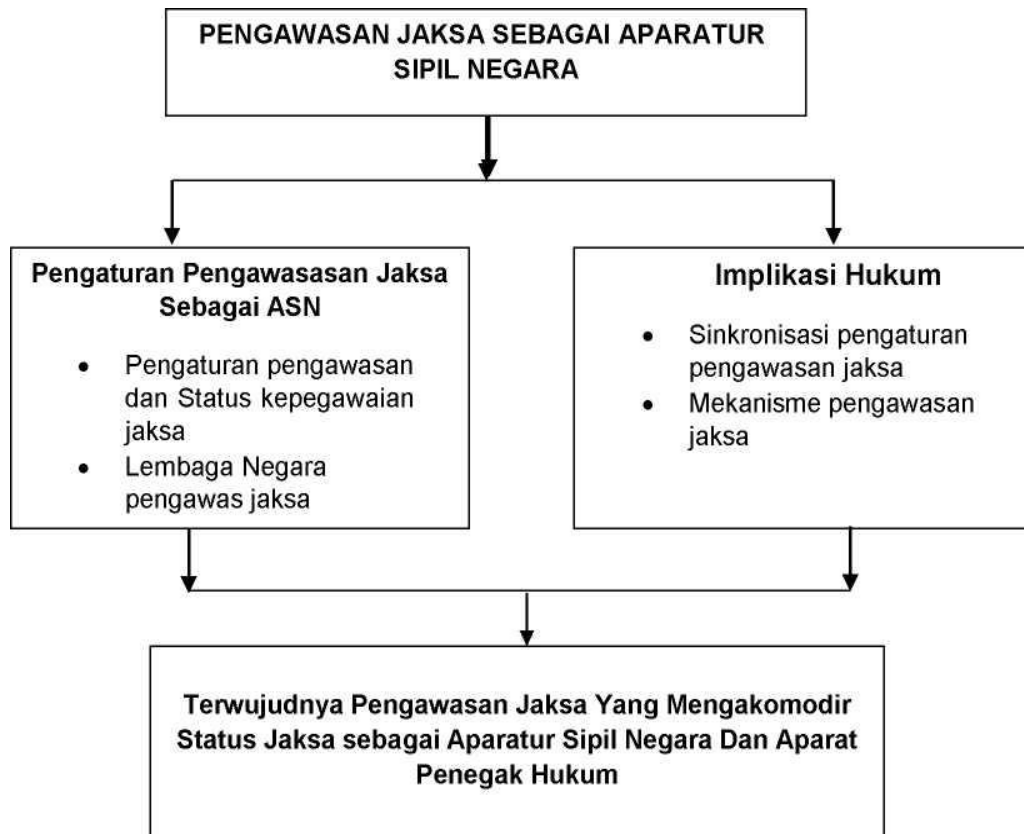 PENGAWASAN JAKSA SEBAGAI APARATUR
SIPIL NEGARA
Pengaturan Pengawasasan Jaksa
Sebagai ASN
• Pengaturan pengawasan
dan Status kepegawaian
jaksa
• Lembaga Negara
pengawas jaksa
Implikasi Hukum
• Sinkronisasi pengaturan
pengawasan jaksa
• Mekanisme pengawasan
jaksa
Terwujudnya Pengawasan Jaksa Yang Mengakomodir
Status Jaksa sebagai Aparatur Sipil Negara Dan Aparat
Penegak Hukum